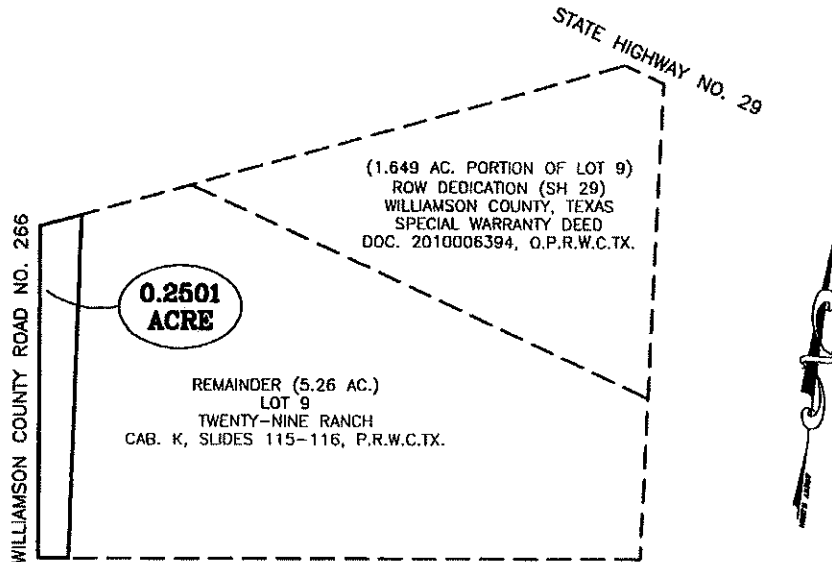 STATE HIGHWAY NO. 29
(1.649 AC. PORTION OF LOT 9)
ROW DEDICATION (SH 29)
WILLIAMSON COUNTY, TEXAS
SPECIAL WARRANTY DEED
DOC. 2010006394, O.P.R.W.C.TX.
WILLIAMSON COUNTY ROAD NO. 266
0.2501
ACRE
REMAINDER (5.26 AC.)
LOT 9
TWENTY-NINE RANCH
CAB. K, SLIDES 115-116, P.R.W.C.TX.